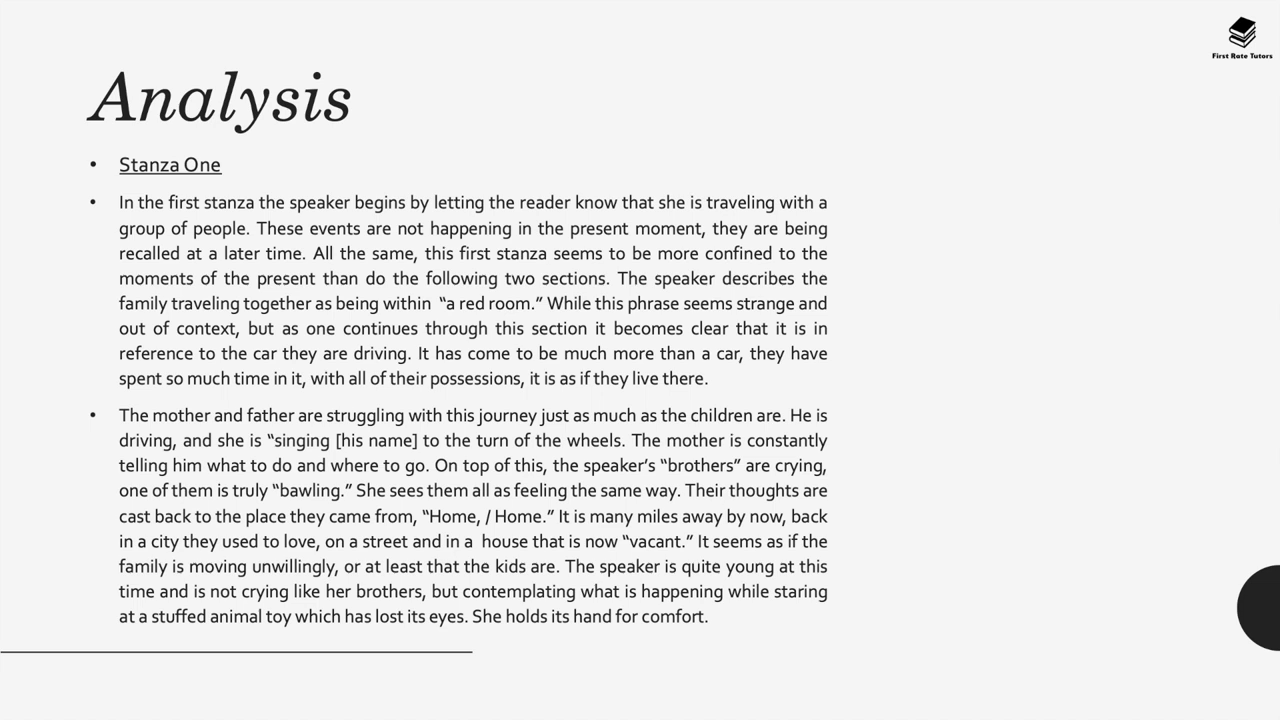 First Rate Tutors
Analysis
• Stanza One
• In the first stanza the speaker begins by letting the reader know that she is traveling with a
group of people. These events are not happening in the present moment, they are being
recalled at a later time. All the same, this first stanza seems to be more confined to the
moments of the present than do the following two sections. The speaker describes the
family traveling together as being within “a red room.” While this phrase seems strange and
out of context, but as one continues through this section it becomes clear that it is in
reference to the car they are driving. It has come to be much more than a car, they have
spent so much time in it, with all of their possessions, it is as if they live there.
• The mother and father are struggling with this journey just as much as the children are. He is
driving, and she is “singing [his name] to the turn of the wheels. The mother is constantly
telling him what to do and where to go. On top of this, the speaker’s “brothers” are crying,
one of them is truly “bawling.” She sees them all as feeling the same way. Their thoughts are
cast back to the place they came from, “Home, / Home.” It is many miles away by now, back
in a city they used to love, on a street and in a house that is now “vacant.” It seems as if the
family is moving unwillingly, or at least that the kids are. The speaker is quite young at this
time and is not crying like her brothers, but contemplating what is happening while staring
at a stuffed animal toy which has lost its eyes. She holds its hand for comfort.